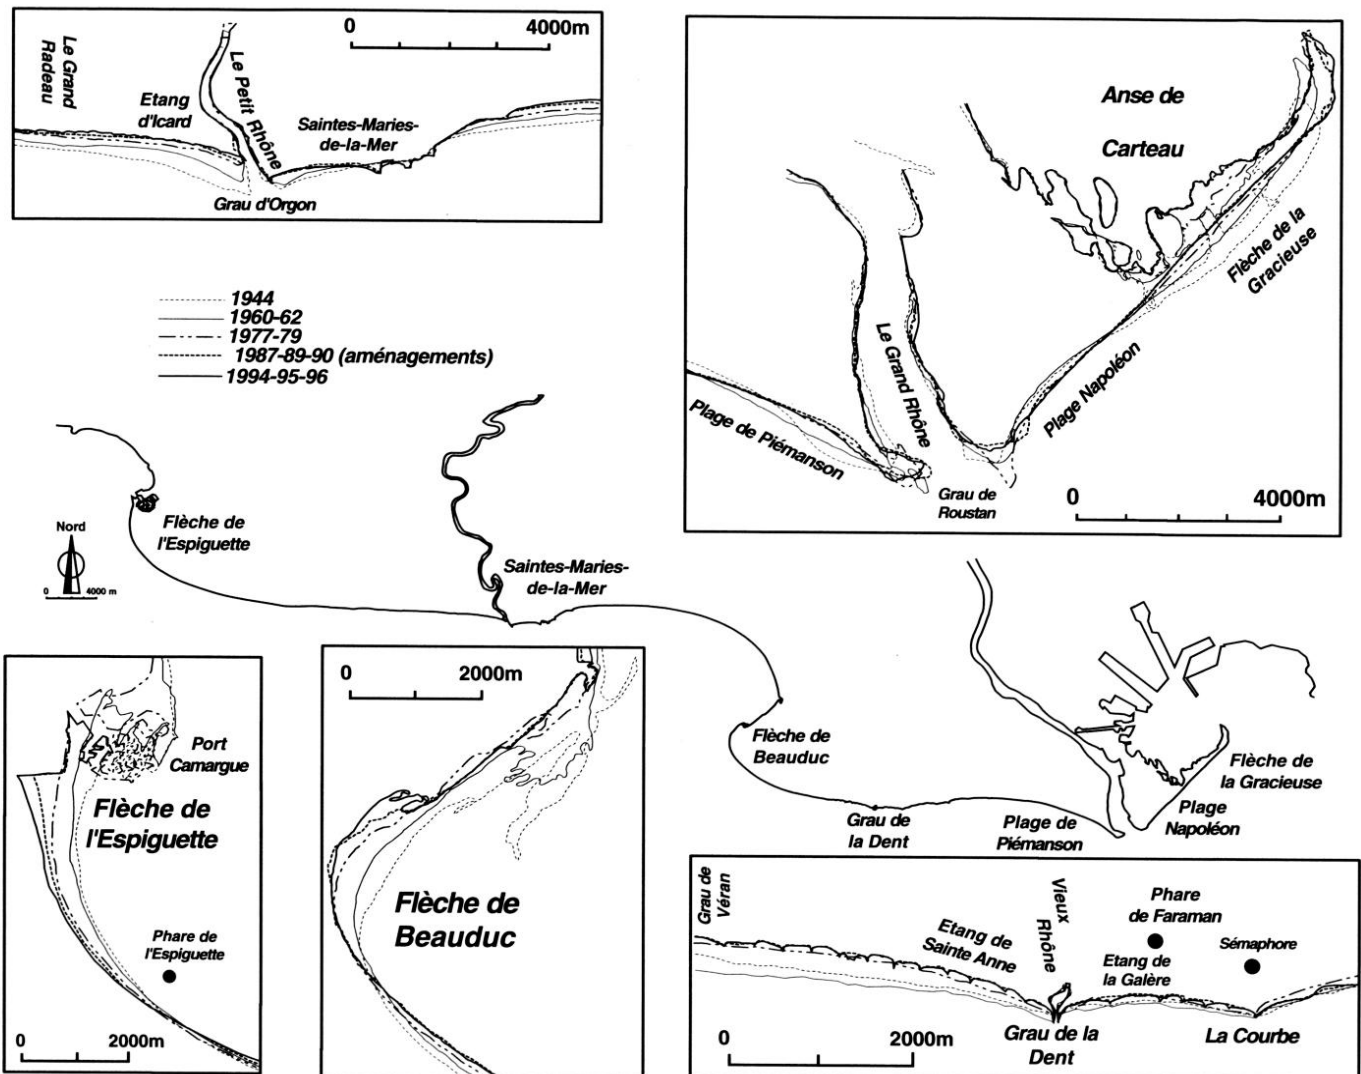 0 4000m
Le Grand
Radeau
Le Petit Rhône
Etang
d'Icard
Saintes-Maries-
de-la-Mer
Grau d'Orgon
Anse de
Carteau
Flèche de la
Gracieuse
Le Grand Rhône
Plage Napoléon
Plage de Piémanson
Grau de
Roustan
0 4000m
1944
1960-62
1977-79
1987-89-90 (aménagements)
1994-95-96
Nord
0 4000 m
Flèche de
l'Espiguette
Saintes-Maries-
de-la-Mer
Flèche de
Beauduc
Grau de
la Dent
Plage de
Piémanson
Plage
Napoléon
Flèche de
la Gracieuse
Port
Camargue
Flèche de
l'Espiguette
Phare de
l'Espiguette
0 2000m
0 2000m
Flèche de
Beauduc
Grau de
Véran
Etang de
Sainte Anne
Vieux
Rhône
Phare
de Faraman
Etang de
la Galère
Sémaphore
Grau de la
Dent
La Courbe
0 2000m